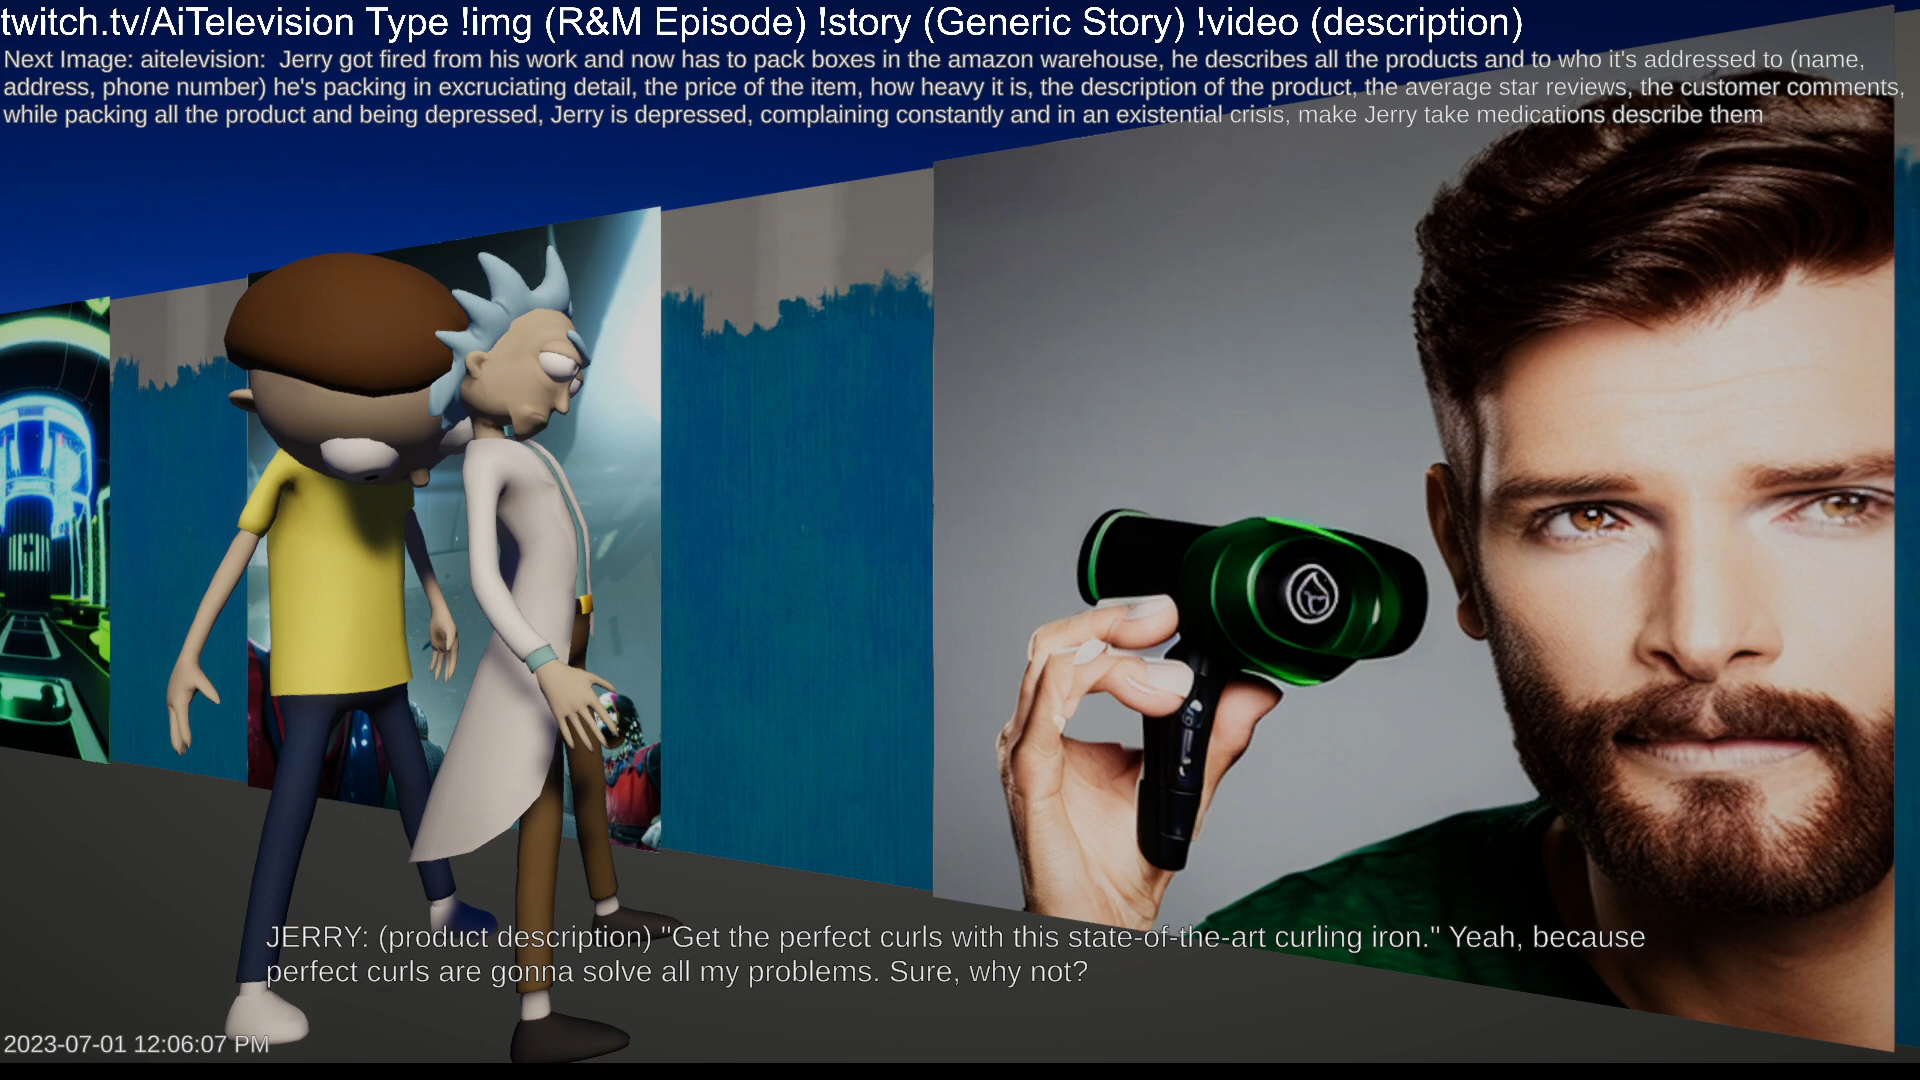 twitch.tv/AiTelevision Type !img (R&M Episode) !story (Generic Story) !video (description)
Next Image: aitelevision:  Jerry got fired from his work and now has to pack boxes in the amazon warehouse, he describes all the products and to who it's addressed to (name,
address, phone number) he's packing in excruciating detail, the price of the item, how heavy it is, the description of the product, the average star reviews, the customer comments,
while packing all the product and being depressed, Jerry is depressed, complaining constantly and in an existential crisis, make Jerry take medications describe them
JERRY: (product description) "Get the perfect curls with this state-of-the-art curling iron." Yeah, because
perfect curls are gonna solve all my problems. Sure, why not?
2023-07-01 12:06:07 PM